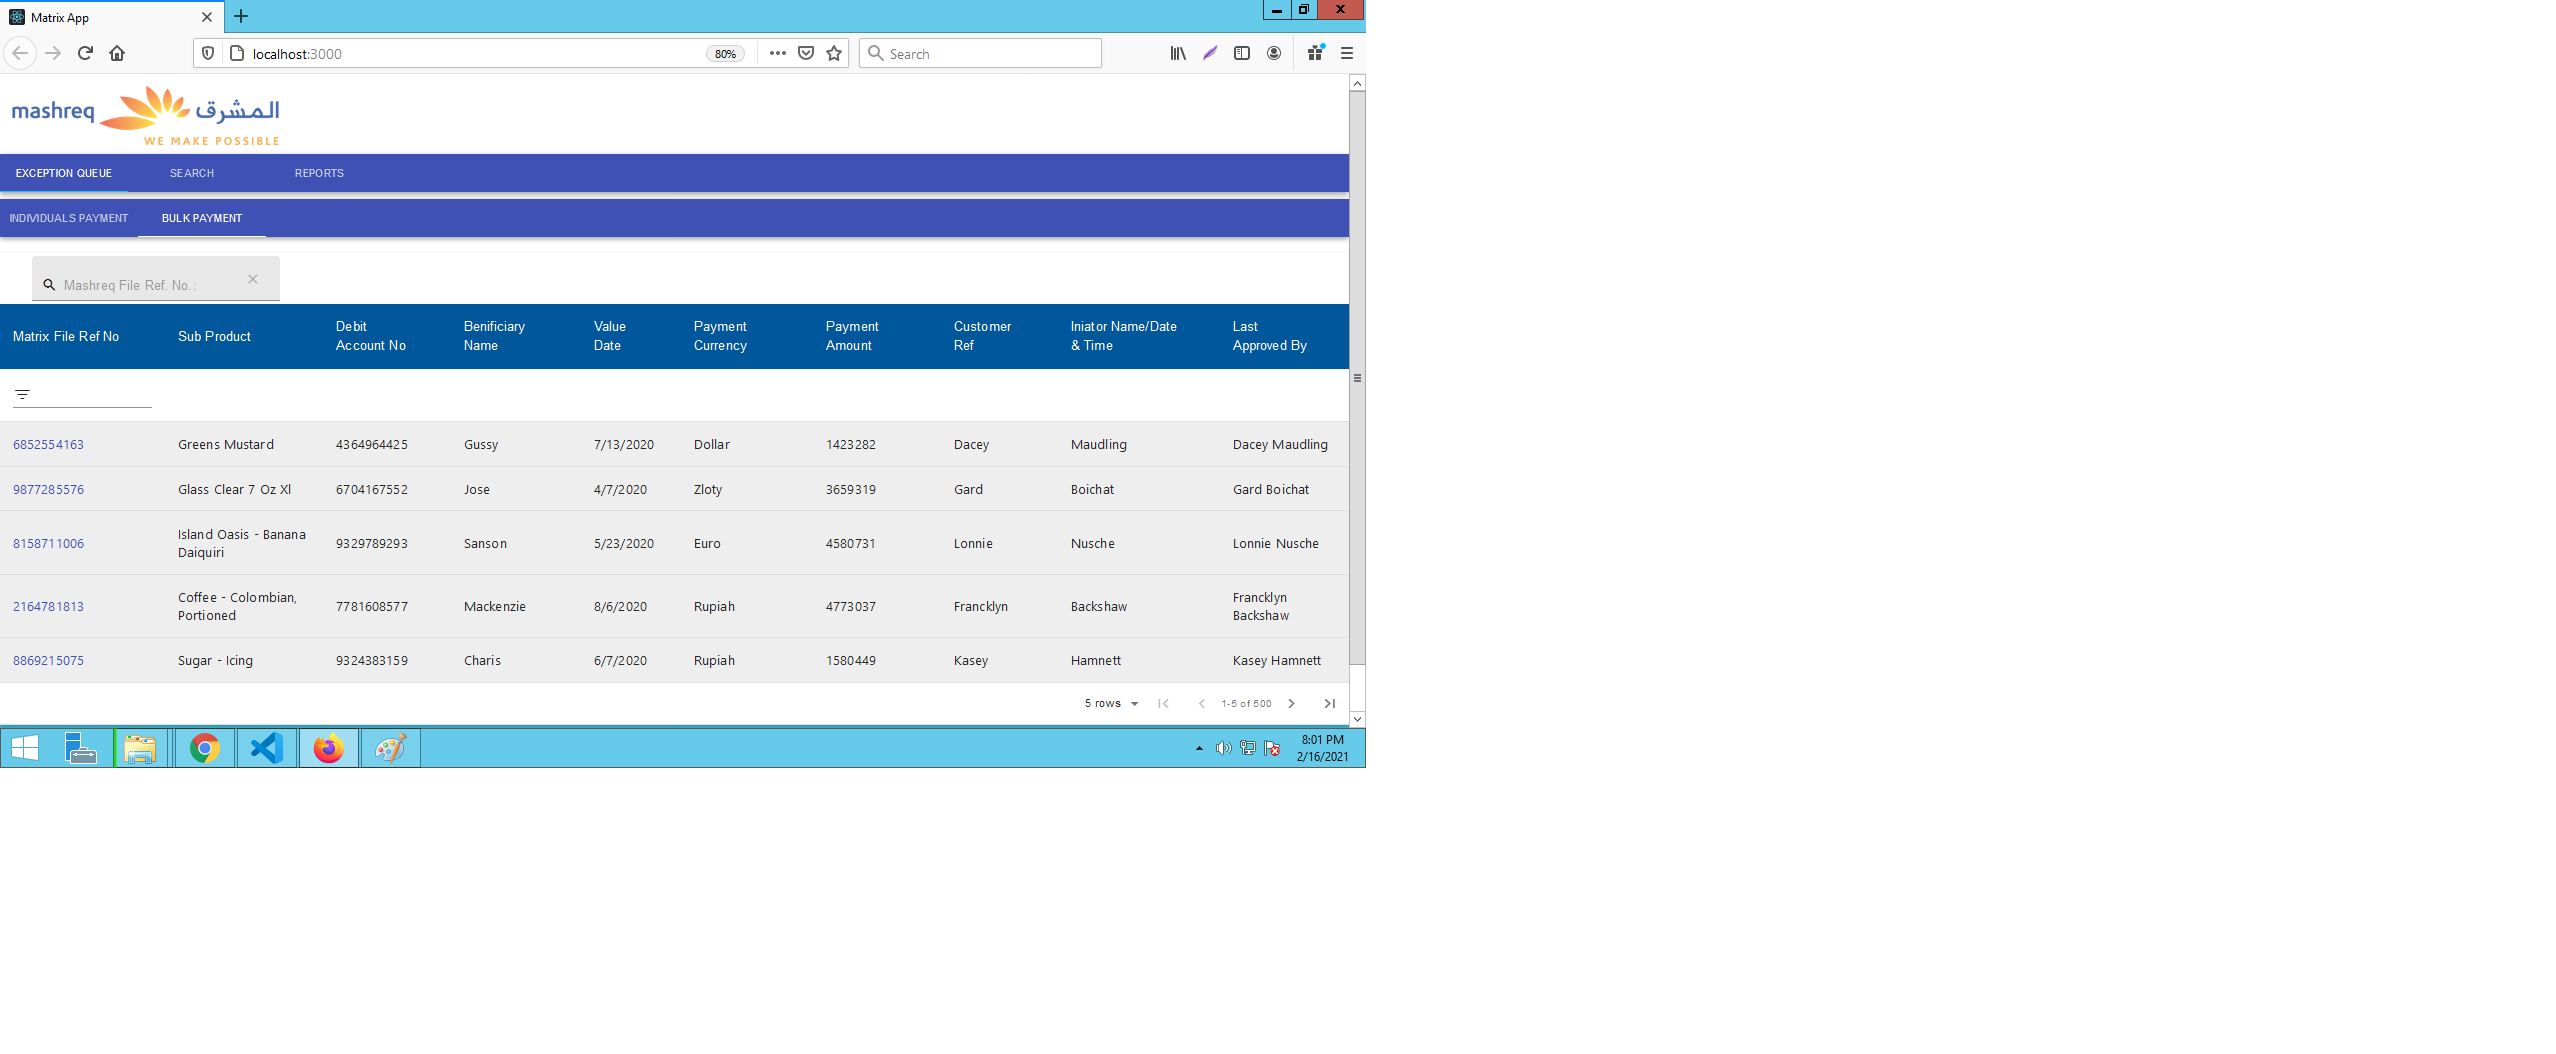 Matrix App
localhost:3000
80%
Search
mashreq المشرق
WE MAKE POSSIBLE
EXCEPTION QUEUE SEARCH REPORTS
INDIVIDUALS PAYMENT BULK PAYMENT
Mashreq File Ref. No.:
Matrix File Ref No Sub Product Debit Account No Benificiary Name Value Date Payment Currency Payment Amount Customer Ref Iniator Name/Date & Time Last Approved By
6852554163 Greens Mustard 4364964425 Gussy 7/13/2020 Dollar 1423282 Dacey Maudling Dacey Maudling
9877285576 Glass Clear 7 Oz Xl 6704167552 Jose 4/7/2020 Zloty 3659319 Gard Boichat Gard Boichat
8158711006 Island Oasis - Banana Daiquiri 9329789293 Sanson 5/23/2020 Euro 4580731 Lonnie Nusche Lonnie Nusche
2164781813 Coffee - Colombian, Portioned 7781608577 Mackenzie 8/6/2020 Rupiah 4773037 Francklyn Backshaw Francklyn Backshaw
8869215075 Sugar - Icing 9324383159 Charis 6/7/2020 Rupiah 1580449 Kasey Hamnett Kasey Hamnett
5 rows 1-5 of 500
8:01 PM
2/16/2021